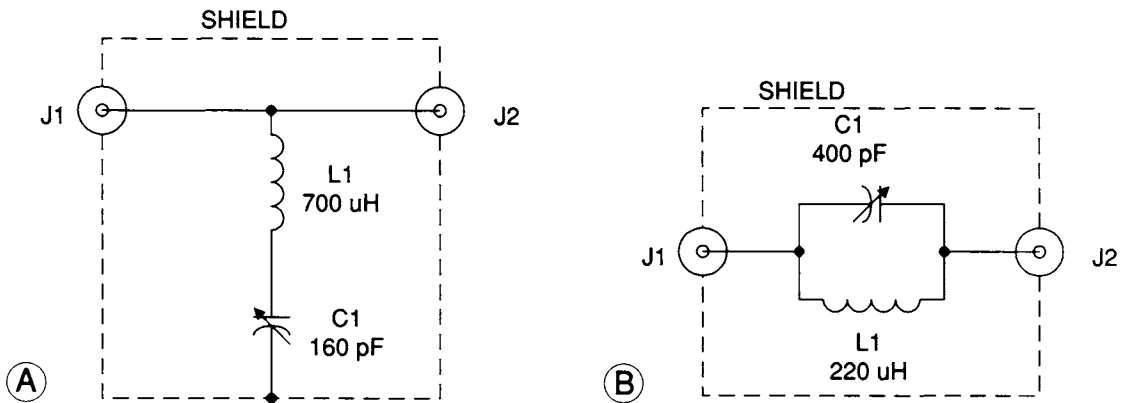 SHIELD
J1
J2
L1
700 uH
C1
160 pF
A
SHIELD
C1
400 pF
J1
J2
L1
220 uH
B